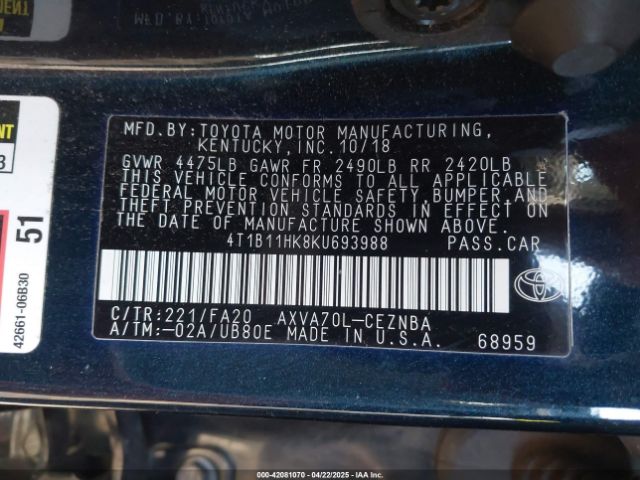 MFD.BY:TOYOTA MOTOR MANUFACTURING,
KENTUCKY,INC.10/18
GVWR 4475LB GAWR FR 2490LB RR 2420LB
THIS VEHICLE CONFORMS TO ALL APPLICABLE
FEDERAL MOTOR VEHICLE SAFETY,BUMPER,AND
THEFT PREVENTION STANDARDS IN EFFECT ON
THE DATE OF MANUFACTURE SHOWN ABOVE.
4T1B11HK8KU693988 PASS.CAR
C/TR:221/FA20 AXVA70L-CEZNBA
A/TM:-02A/UB80E MADE IN U.S.A.
68959
51
42661-06B30
000-42081070 - 04/22/2025 - IAAI.COM